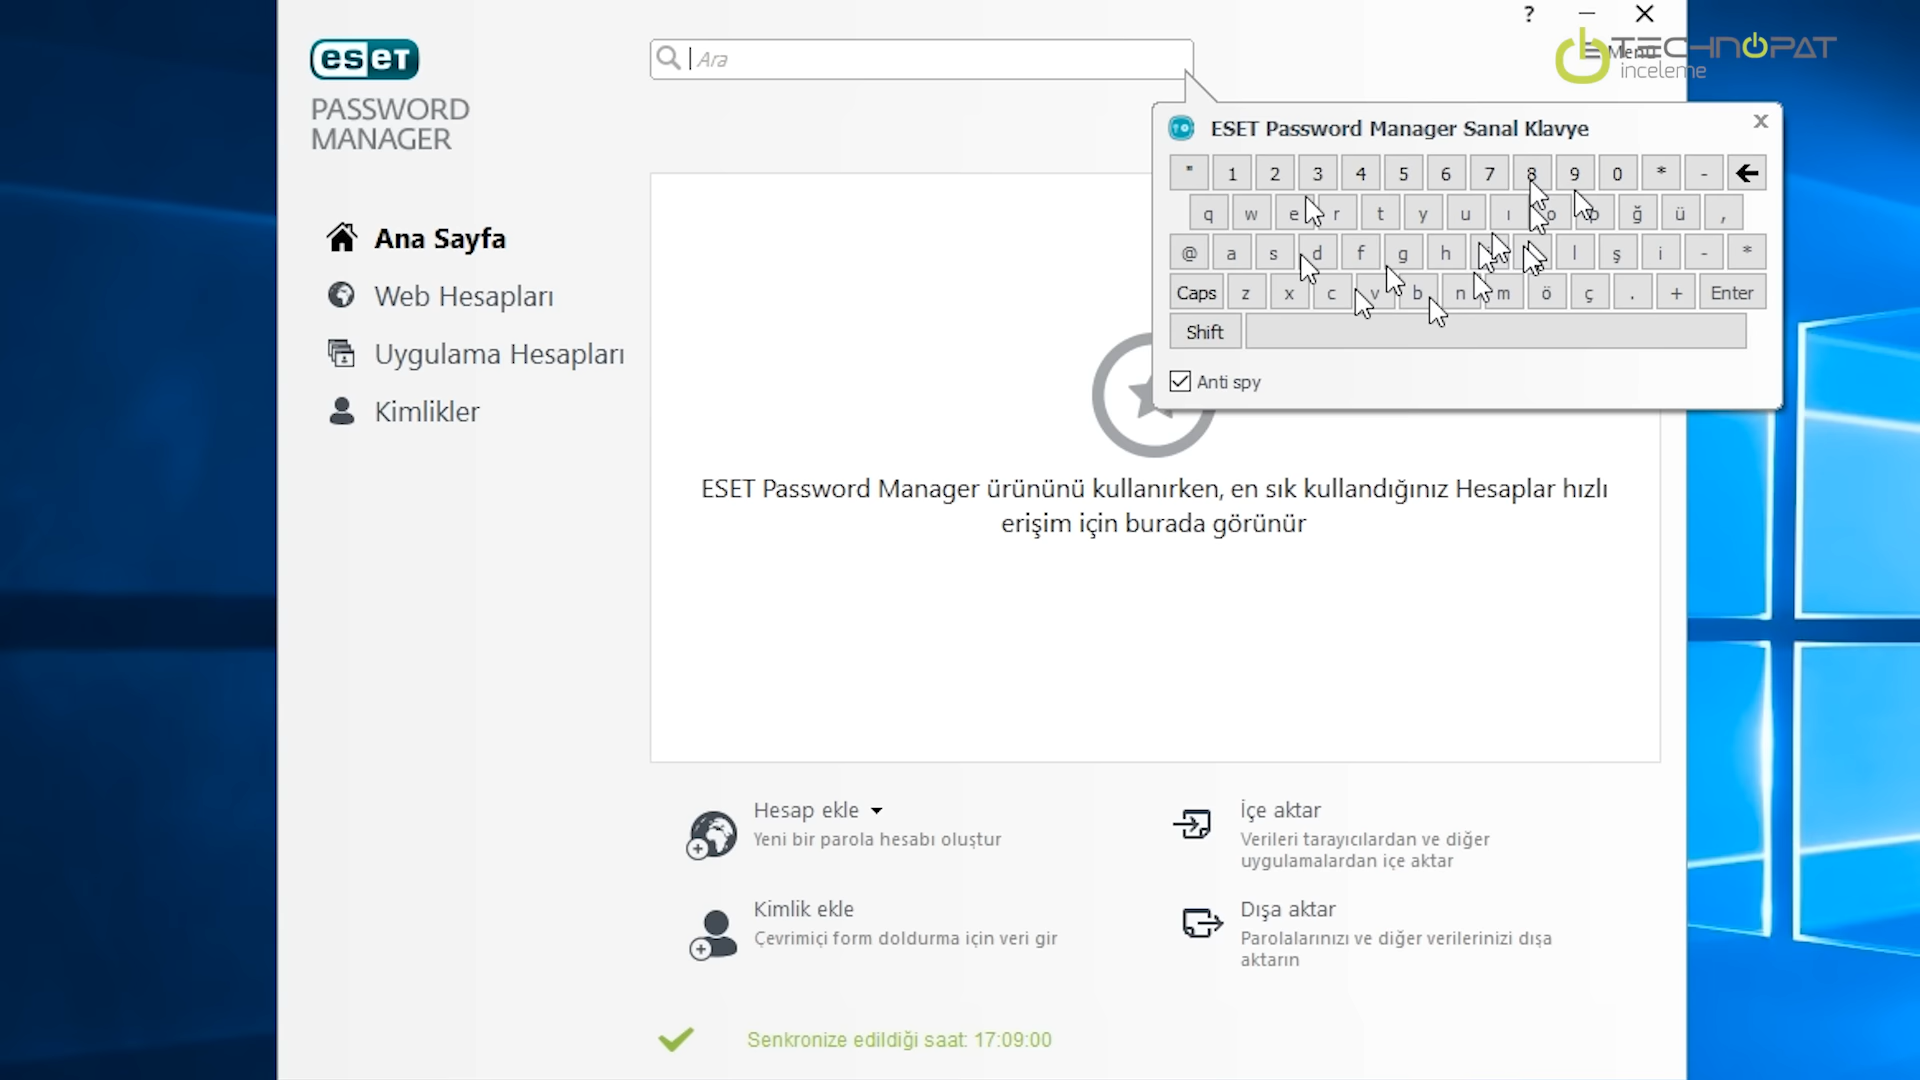 ?
eset
PASSWORD
MANAGER
Ara
Menü
TECHNOPAT
inceleme
ESET Password Manager Sanal Klavye
" 1 2 3 4 5 6 7 8 9 0 * -
q w e r t y u ı o p ğ ü ,
@ a s d f g h l ş i - *
Caps z x c v b n m ö ç . + Enter
Shift
Anti spy
Ana Sayfa
Web Hesapları
Uygulama Hesapları
Kimlikler
ESET Password Manager ürününü kullanırken, en sık kullandığınız Hesaplar hızlı
erişim için burada görünür
Hesap ekle
Yeni bir parola hesabı oluştur
İçe aktar
Verileri tarayıcılardan ve diğer
uygulamalardan içe aktar
Kimlik ekle
Çevrimiçi form doldurma için veri gir
Dışa aktar
Parolalarınızı ve diğer verilerinizi dışa
aktarın
Senkronize edildiği saat: 17:09:00